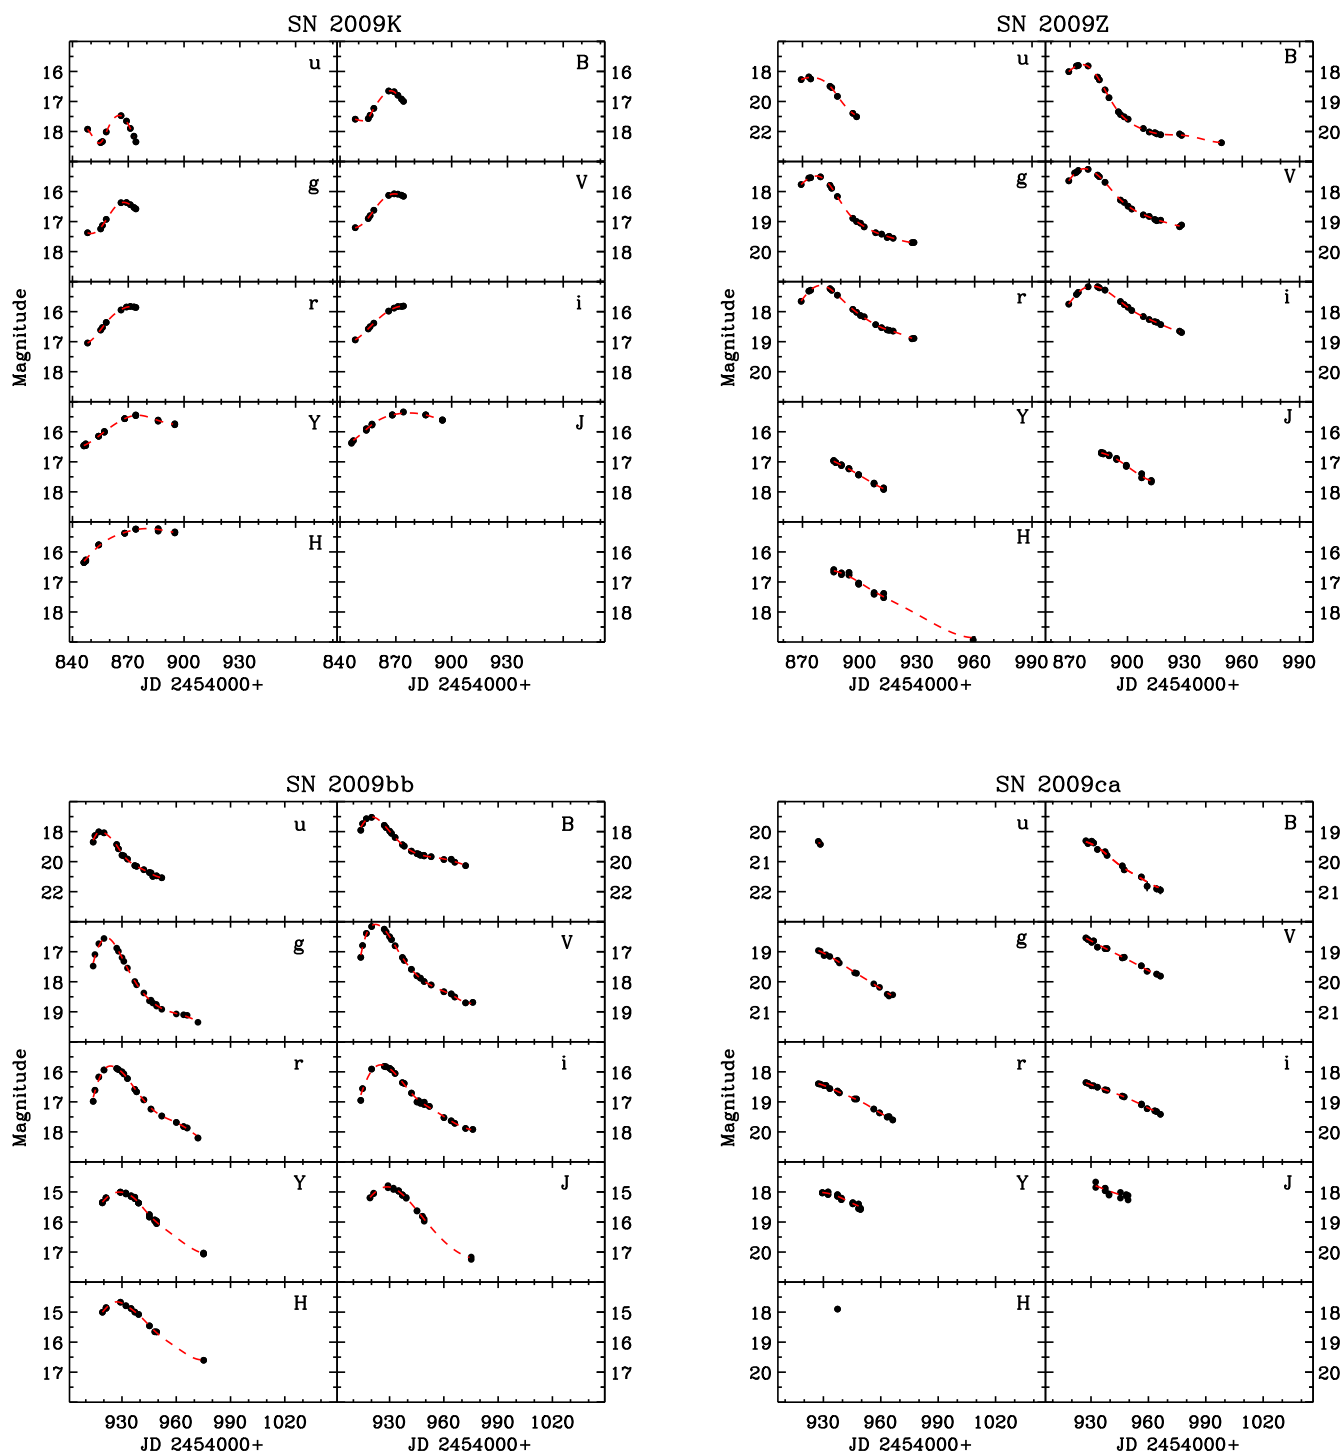 SN 2009K
u
B
16
17
18
16
17
18
g
V
16
17
18
16
17
18
r
i
16
17
18
16
17
18
Y
J
16
17
18
16
17
18
H
16
17
18
16
17
18
Magnitude
840 870 900 930
840 870 900 930
JD 2454000+
JD 2454000+
SN 2009Z
u
B
18
20
22
18
19
20
g
V
18
19
20
18
19
20
r
i
18
19
20
18
19
20
Y
J
16
17
18
16
17
18
H
16
17
18
16
17
18
Magnitude
870 900 930 960 990
870 900 930 960 990
JD 2454000+
JD 2454000+
SN 2009bb
u
B
18
20
22
18
20
22
g
V
17
18
19
17
18
19
r
i
16
17
18
16
17
18
Y
J
15
16
17
15
16
17
H
15
16
17
15
16
17
Magnitude
930 960 990 1020
930 960 990 1020
JD 2454000+
JD 2454000+
SN 2009ca
u
B
20
21
22
19
20
21
g
V
19
20
21
19
20
21
r
i
18
19
20
18
19
20
Y
J
18
19
20
18
19
20
H
18
19
20
18
19
20
Magnitude
930 960 990 1020
930 960 990 1020
JD 2454000+
JD 2454000+